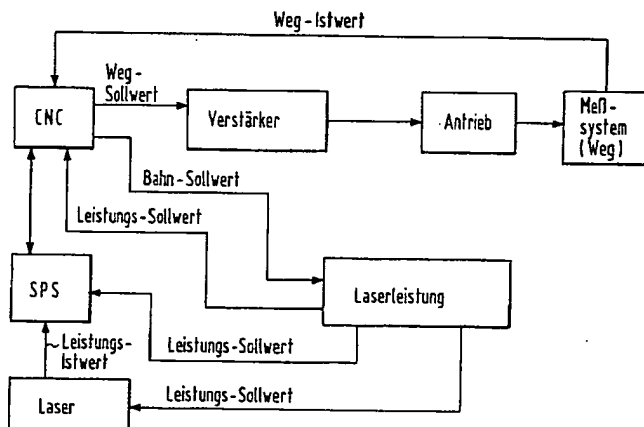 Weg-Istwert
Weg-
Sollwert
CNC
Verstärker
Antrieb
Meß-
system
(Weg)
Bahn-Sollwert
Leistungs-Sollwert
SPS
Laserleistung
Leistungs-
Istwert
Leistungs-Sollwert
Leistungs-Sollwert
Laser